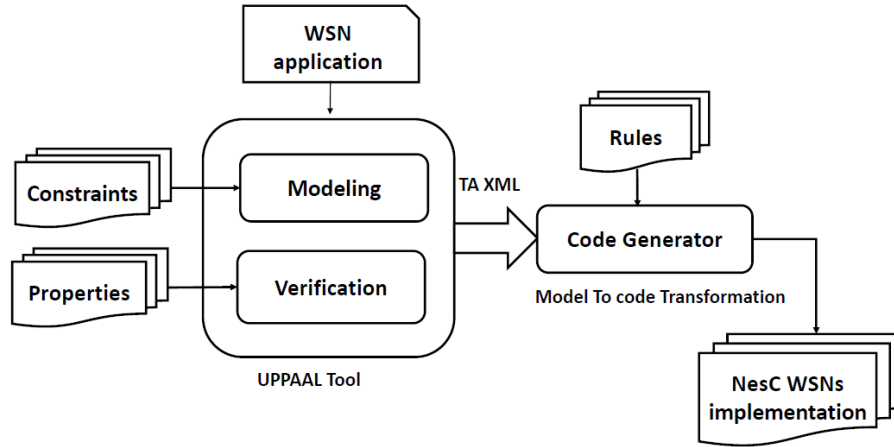 WSN
application
Constraints
Modeling
TA XML
Rules
Code Generator
Properties
Verification
Model To code Transformation
UPPAAL Tool
NesC WSNs
implementation